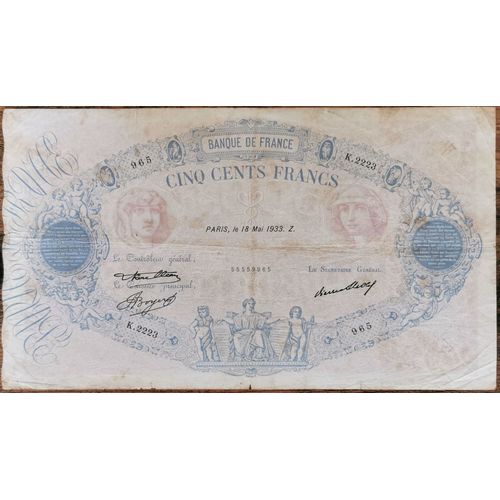 BANQUE DE FRANCE
965
K.2223
CINQ CENTS FRANCS
PARIS, le 18 Mai 1933. Z.
Le Contrôleur général,
55559965
Le Secrétaire Général
Le Caissier principal,
K.2223
965